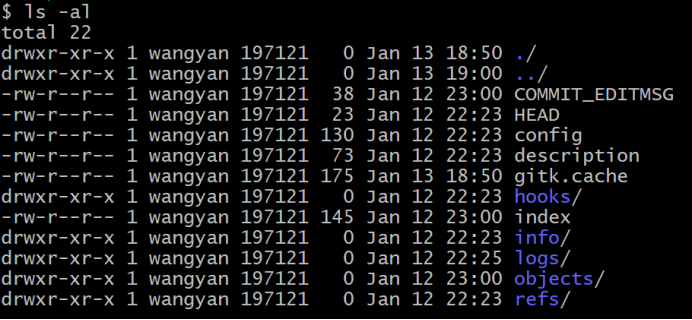 $ ls -al
total 22
drwxr-xr-x 1 wangyan 197121   0 Jan 13 18:50 ./
drwxr-xr-x 1 wangyan 197121   0 Jan 13 19:00 ../
-rw-r--r-- 1 wangyan 197121  38 Jan 12 23:00 COMMIT_EDITMSG
-rw-r--r-- 1 wangyan 197121  23 Jan 12 22:23 HEAD
-rw-r--r-- 1 wangyan 197121 130 Jan 12 22:23 config
-rw-r--r-- 1 wangyan 197121  73 Jan 12 22:23 description
-rw-r--r-- 1 wangyan 197121 175 Jan 13 18:50 gitk.cache
drwxr-xr-x 1 wangyan 197121   0 Jan 12 22:23 hooks/
-rw-r--r-- 1 wangyan 197121 145 Jan 12 23:00 index
drwxr-xr-x 1 wangyan 197121   0 Jan 12 22:23 info/
drwxr-xr-x 1 wangyan 197121   0 Jan 12 22:25 logs/
drwxr-xr-x 1 wangyan 197121   0 Jan 12 23:00 objects/
drwxr-xr-x 1 wangyan 197121   0 Jan 12 22:23 refs/